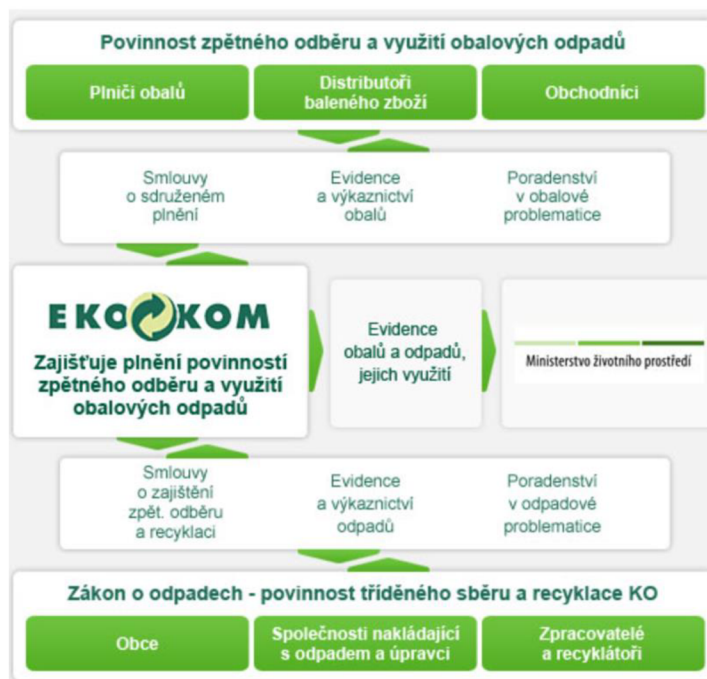 Povinnost zpětného odběru a využití obalových odpadů
Plniči obalů
Distributoři
baleného zboží
Obchodníci
Smlouvy
o sdruženém
plnění
Evidence
a výkaznictví
obalů
Poradenství
v obalové
problematice
EKO KOM
Zajišťuje plnění povinností
zpětného odběru a využití
obalových odpadů
Evidence
obalů a odpadů,
jejich využití
Ministerstvo životního prostředí
Smlouvy
o zajištění
zpět. odběru
a recyklaci
Evidence
a výkaznictví
odpadů
Poradenství
v odpadové
problematice
Zákon o odpadech - povinnost tříděného sběru a recyklace KO
Obce
Společnosti nakládající
s odpadem a úpravci
Zpracovatelé
a recyklátoři